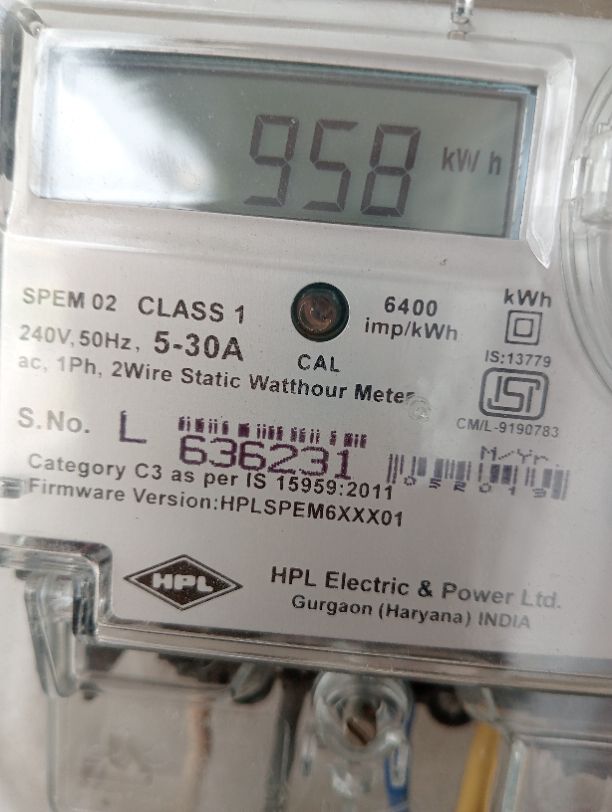 958 kWh
SPEM 02 CLASS 1
240V, 50Hz, 5-30A
ac, 1Ph, 2Wire Static Watthour Meter
CAL
6400
imp/kWh
kWh
IS:13779
ISI
CM/L-9190783
S.No. L 636231
M/Yr.
052019
Category C3 as per IS 15959:2011
Firmware Version:HPLSPEM6XXX01
HPL
HPL Electric & Power Ltd.
Gurgaon (Haryana) INDIA